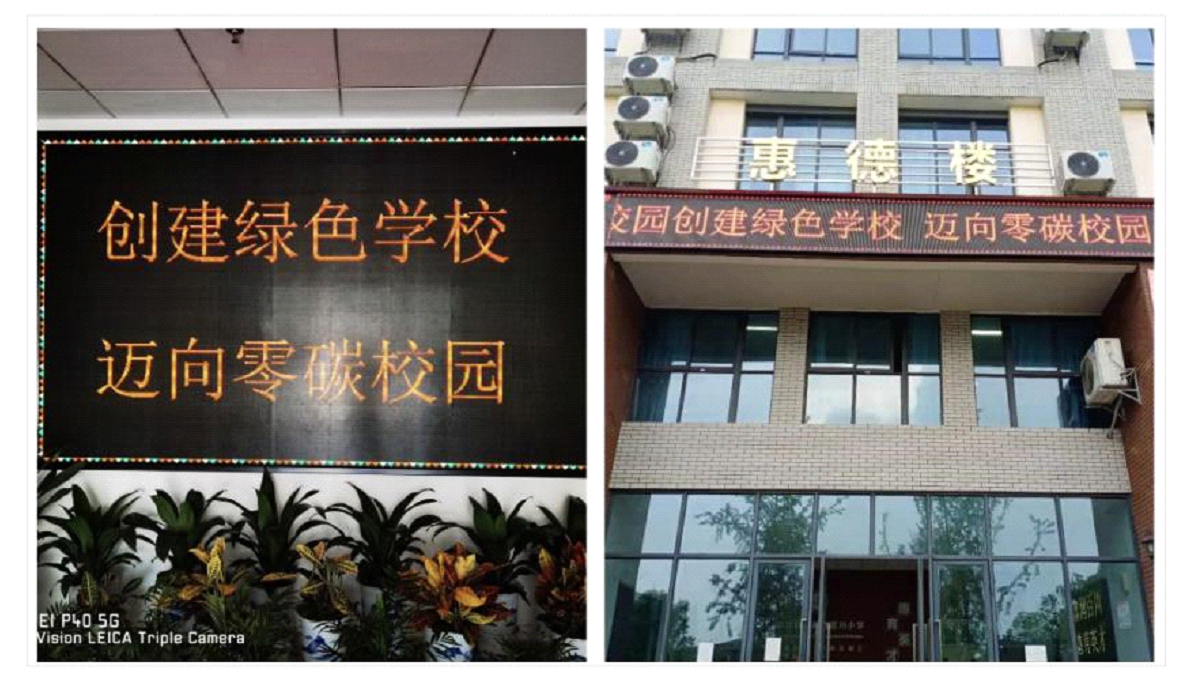 创建绿色学校
迈向零碳校园
EI P40 5G
Vision LEICA Triple Camera
惠德楼
校园创建绿色学校 迈向零碳校园